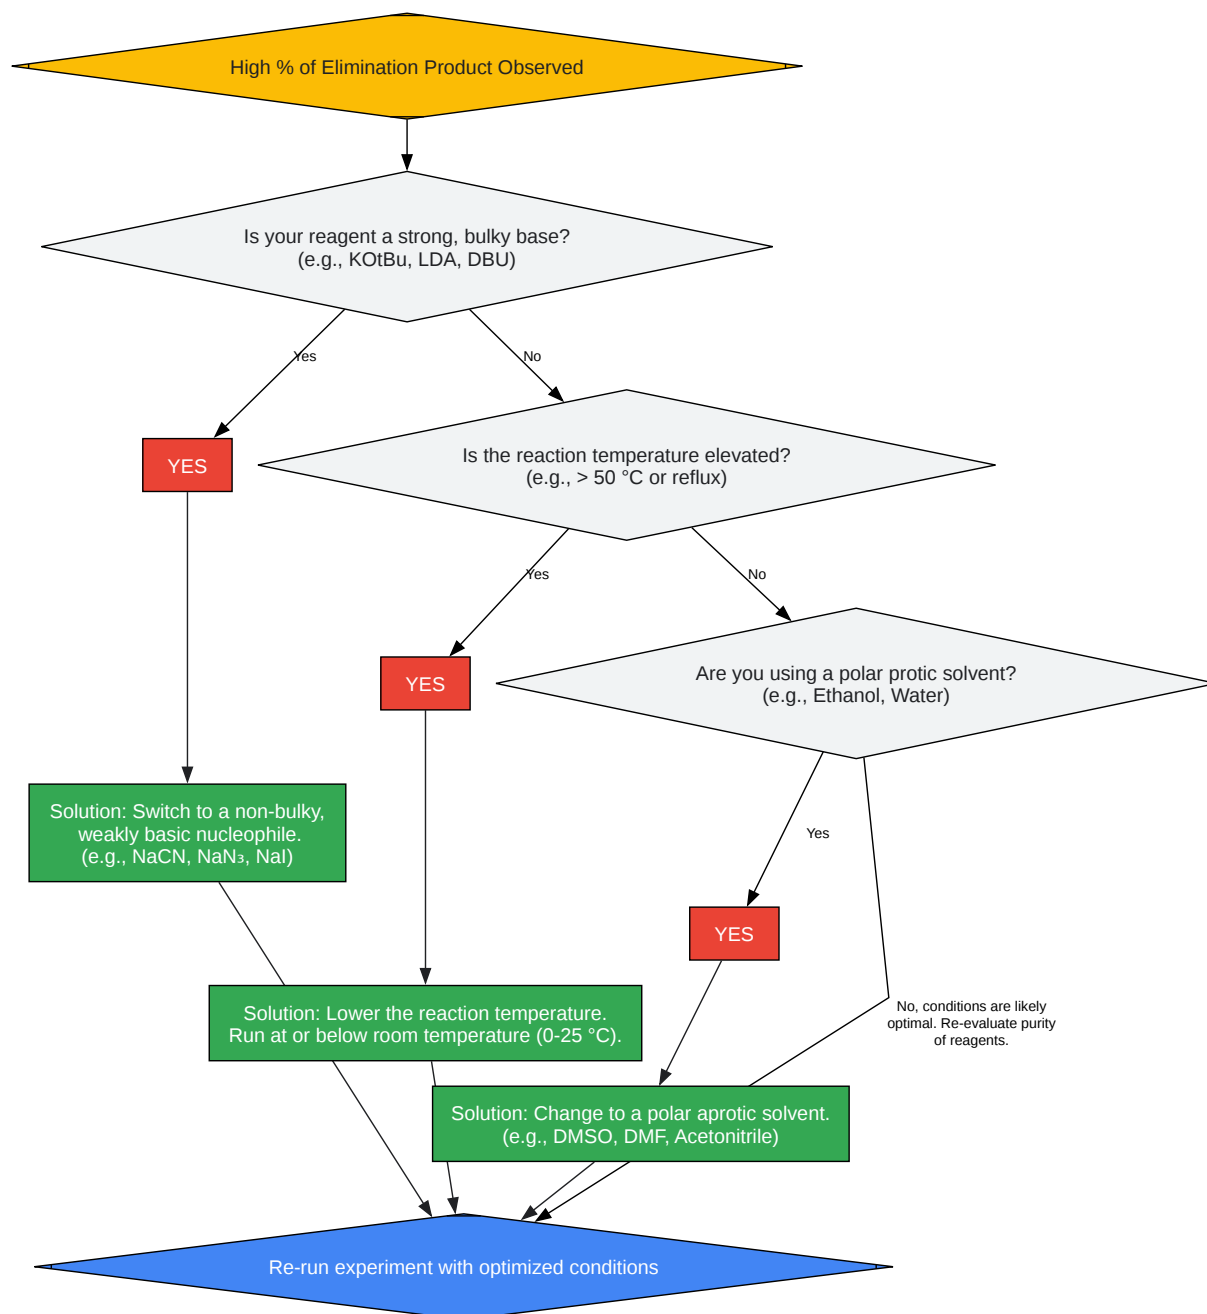 High % of Elimination Product Observed
Is your reagent a strong, bulky base?
(e.g., KOtBu, LDA, DBU)
Yes
No
YES
Is the reaction temperature elevated?
(e.g., > 50 °C or reflux)
Yes
No
YES
Are you using a polar protic solvent?
(e.g., Ethanol, Water)
Solution: Switch to a non-bulky,
weakly basic nucleophile.
(e.g., NaCN, NaN₃, NaI)
Yes
YES
Solution: Lower the reaction temperature.
Run at or below room temperature (0-25 °C).
No, conditions are likely
optimal. Re-evaluate purity
of reagents.
Solution: Change to a polar aprotic solvent.
(e.g., DMSO, DMF, Acetonitrile)
Re-run experiment with optimized conditions